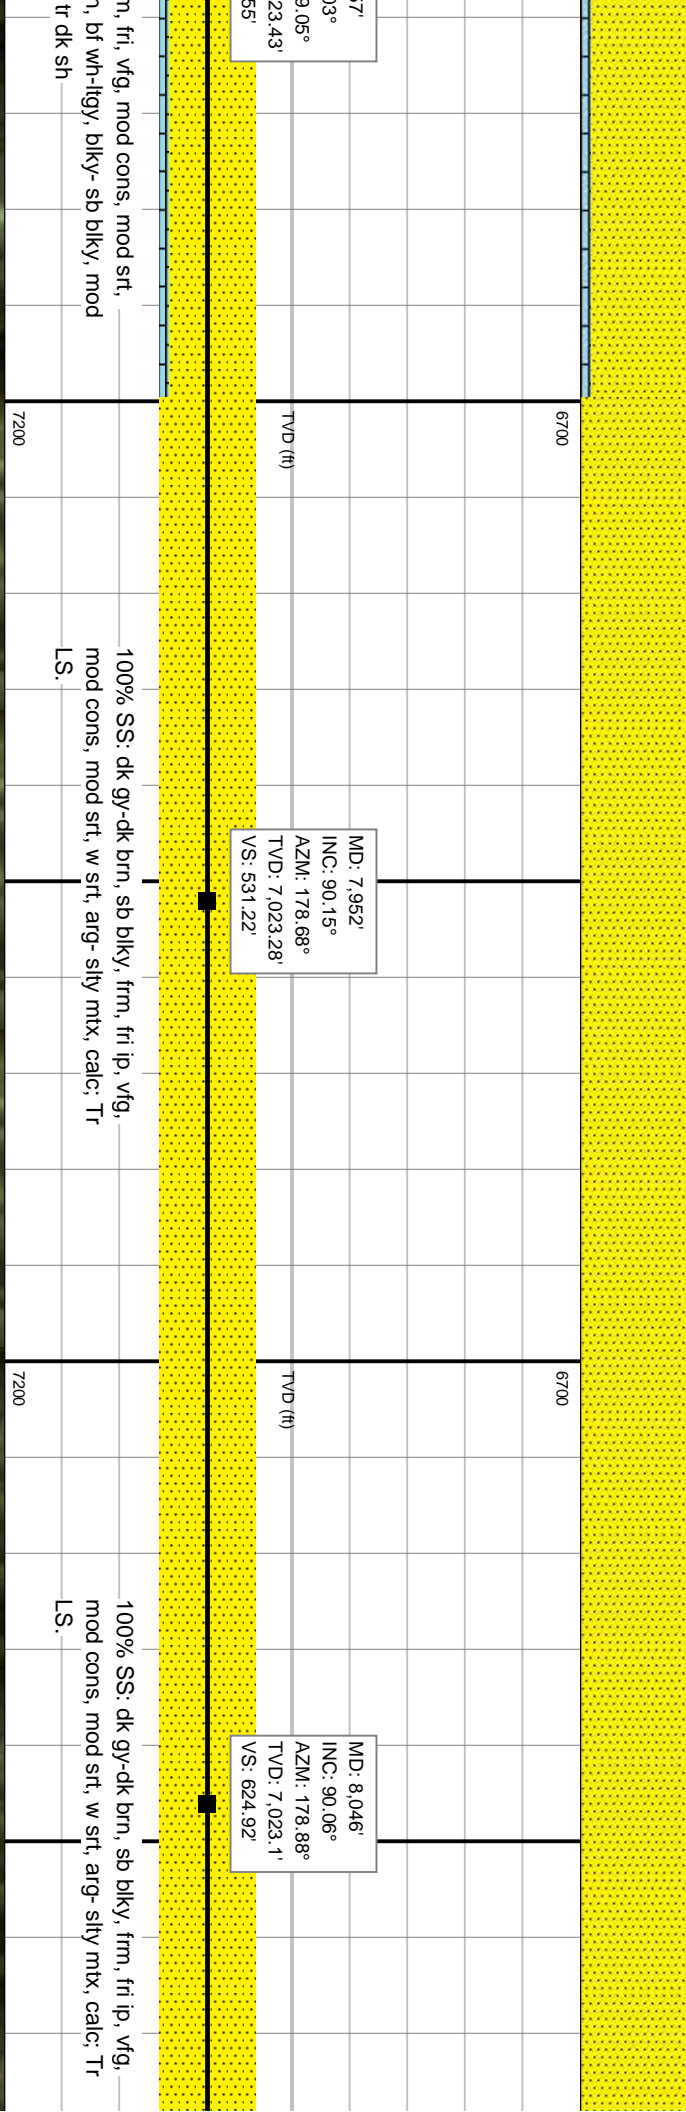 57'
03°
9.05°
23.43'
55'
m, fri, vfg, mod cons, mod srt,
n, bf wh-ltgy, blky- sb blky, mod
tr dk sh
6700
TVD (ft)
7200
100% SS: dk gy-dk brn, sb blky, frm, fri ip, vfg,
mod cons, mod srt, w srt, arg- slty mtx, calc; Tr
LS.
MD: 7,952'
INC: 90.15°
AZM: 178.68°
TVD: 7,023.28'
VS: 531.22'
6700
TVD (ft)
7200
100% SS: dk gy-dk brn, sb blky, frm, fri ip, vfg,
mod cons, mod srt, w srt, arg- slty mtx, calc; Tr
LS.
MD: 8,046'
INC: 90.06°
AZM: 178.88°
TVD: 7,023.1'
VS: 624.92'